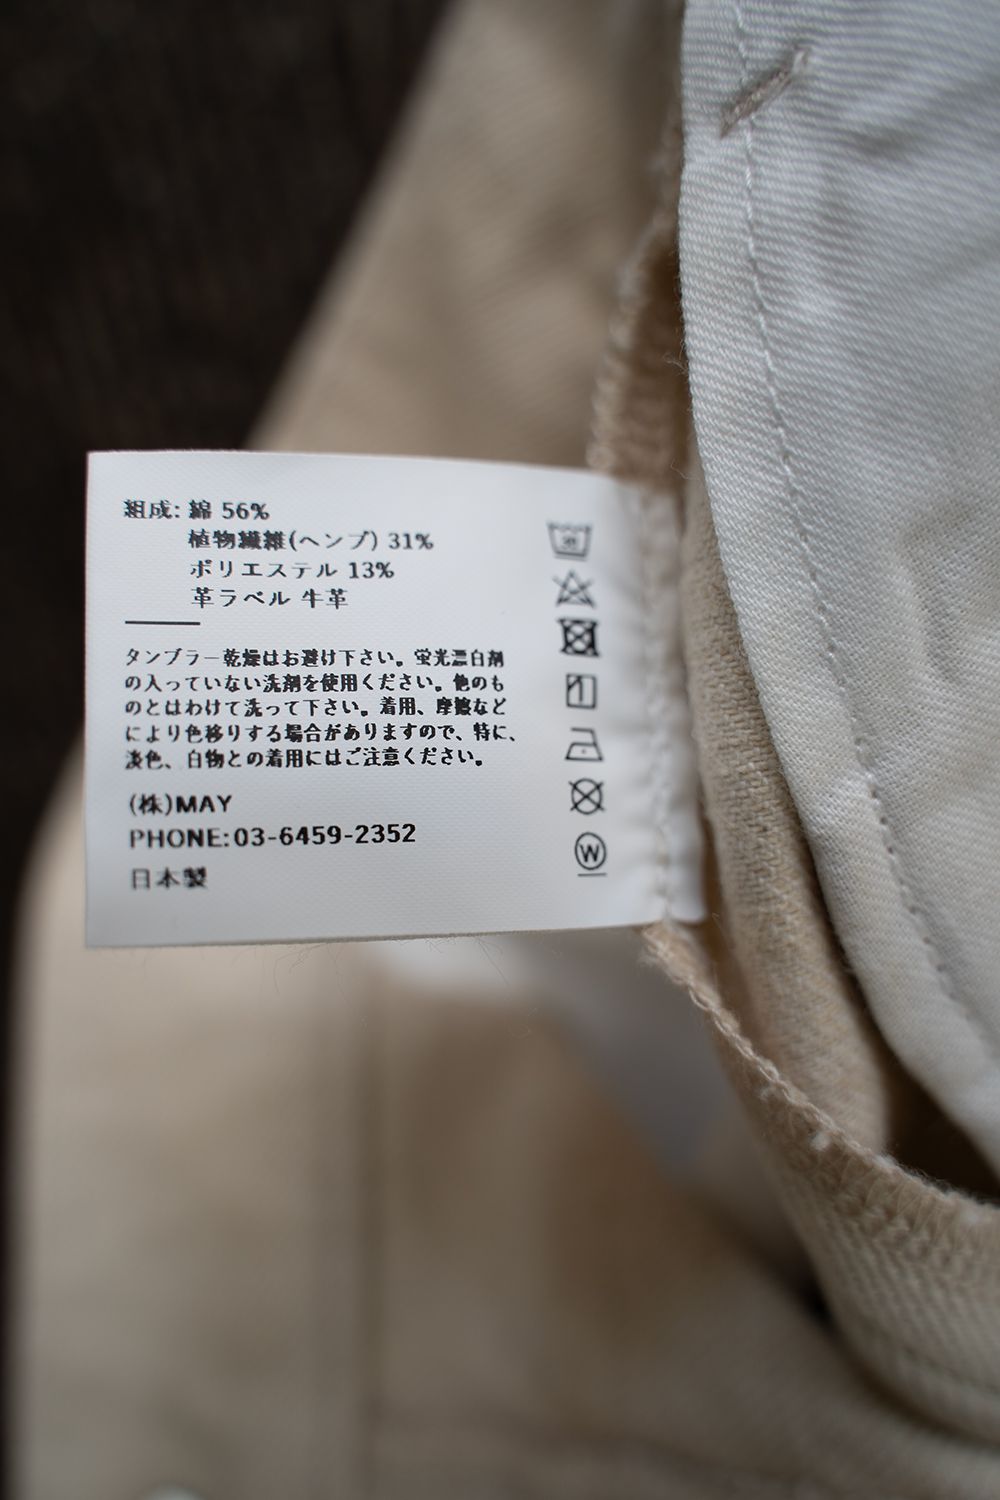 組成: 綿 56%
植物繊維(ヘンプ) 31%
ポリエステル 13%
革ラベル 牛革
タンブラー乾燥はお避け下さい。蛍光漂白剤
の入っていない洗剤を使用ください。他のも
のとはわけて洗って下さい。着用、摩擦など
により色移りする場合がありますので、特に、
淡色、白物との着用にはご注意ください。
(株)MAY
PHONE:03-6459-2352
日本製
W